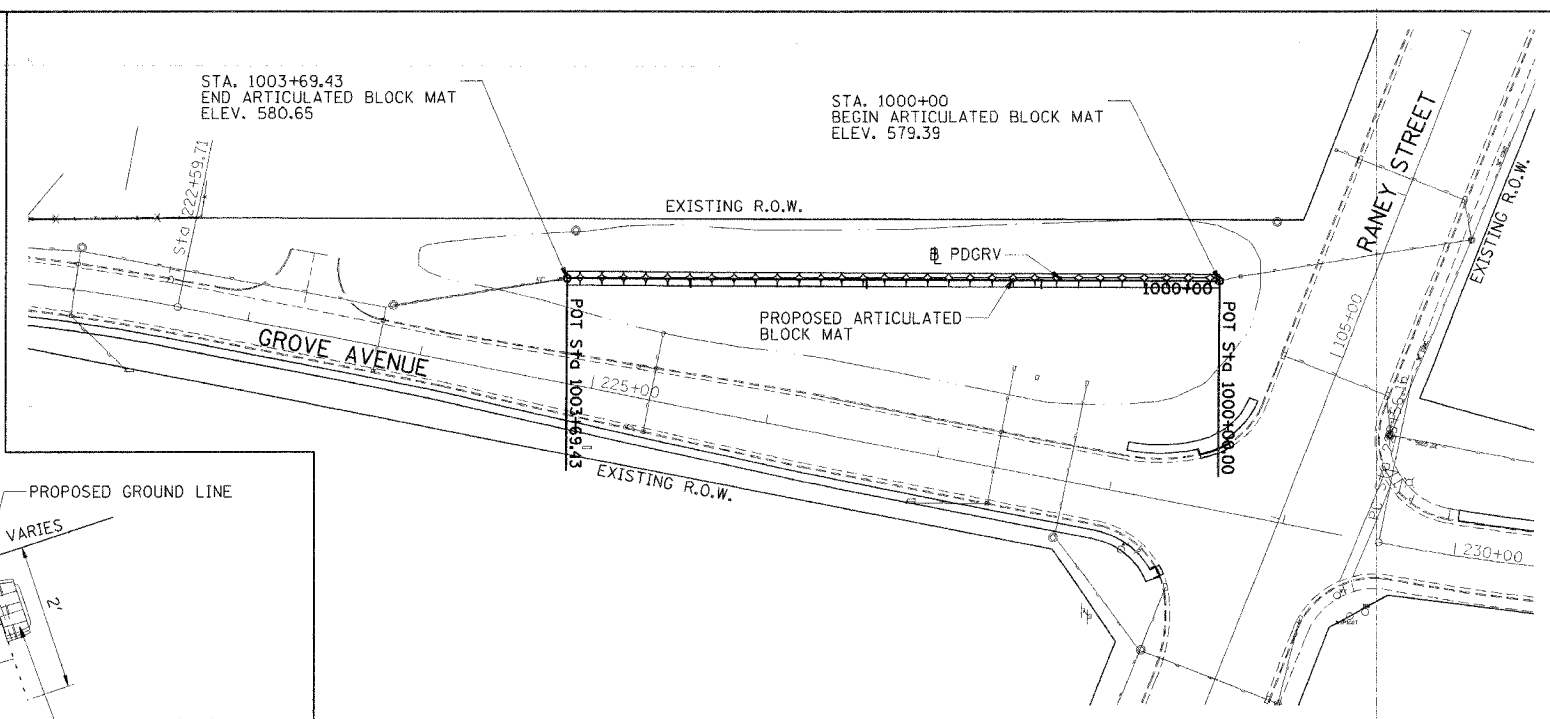 STA. 1003+69.43
END ARTICULATED BLOCK MAT
ELEV. 580.65
STA. 1000+00
BEGIN ARTICULATED BLOCK MAT
ELEV. 579.39
Sta 222+59.71
EXISTING R.O.W.
RANEY STREET
EXISTING R.O.W.
PDGRV
1000+00
PROPOSED ARTICULATED
BLOCK MAT
105+00
GROVE AVENUE
POT Sta 1003+69.43
POT Sta 1000+00.00
225+00
EXISTING R.O.W.
230+00
PROPOSED GROUND LINE
VARIES
2'